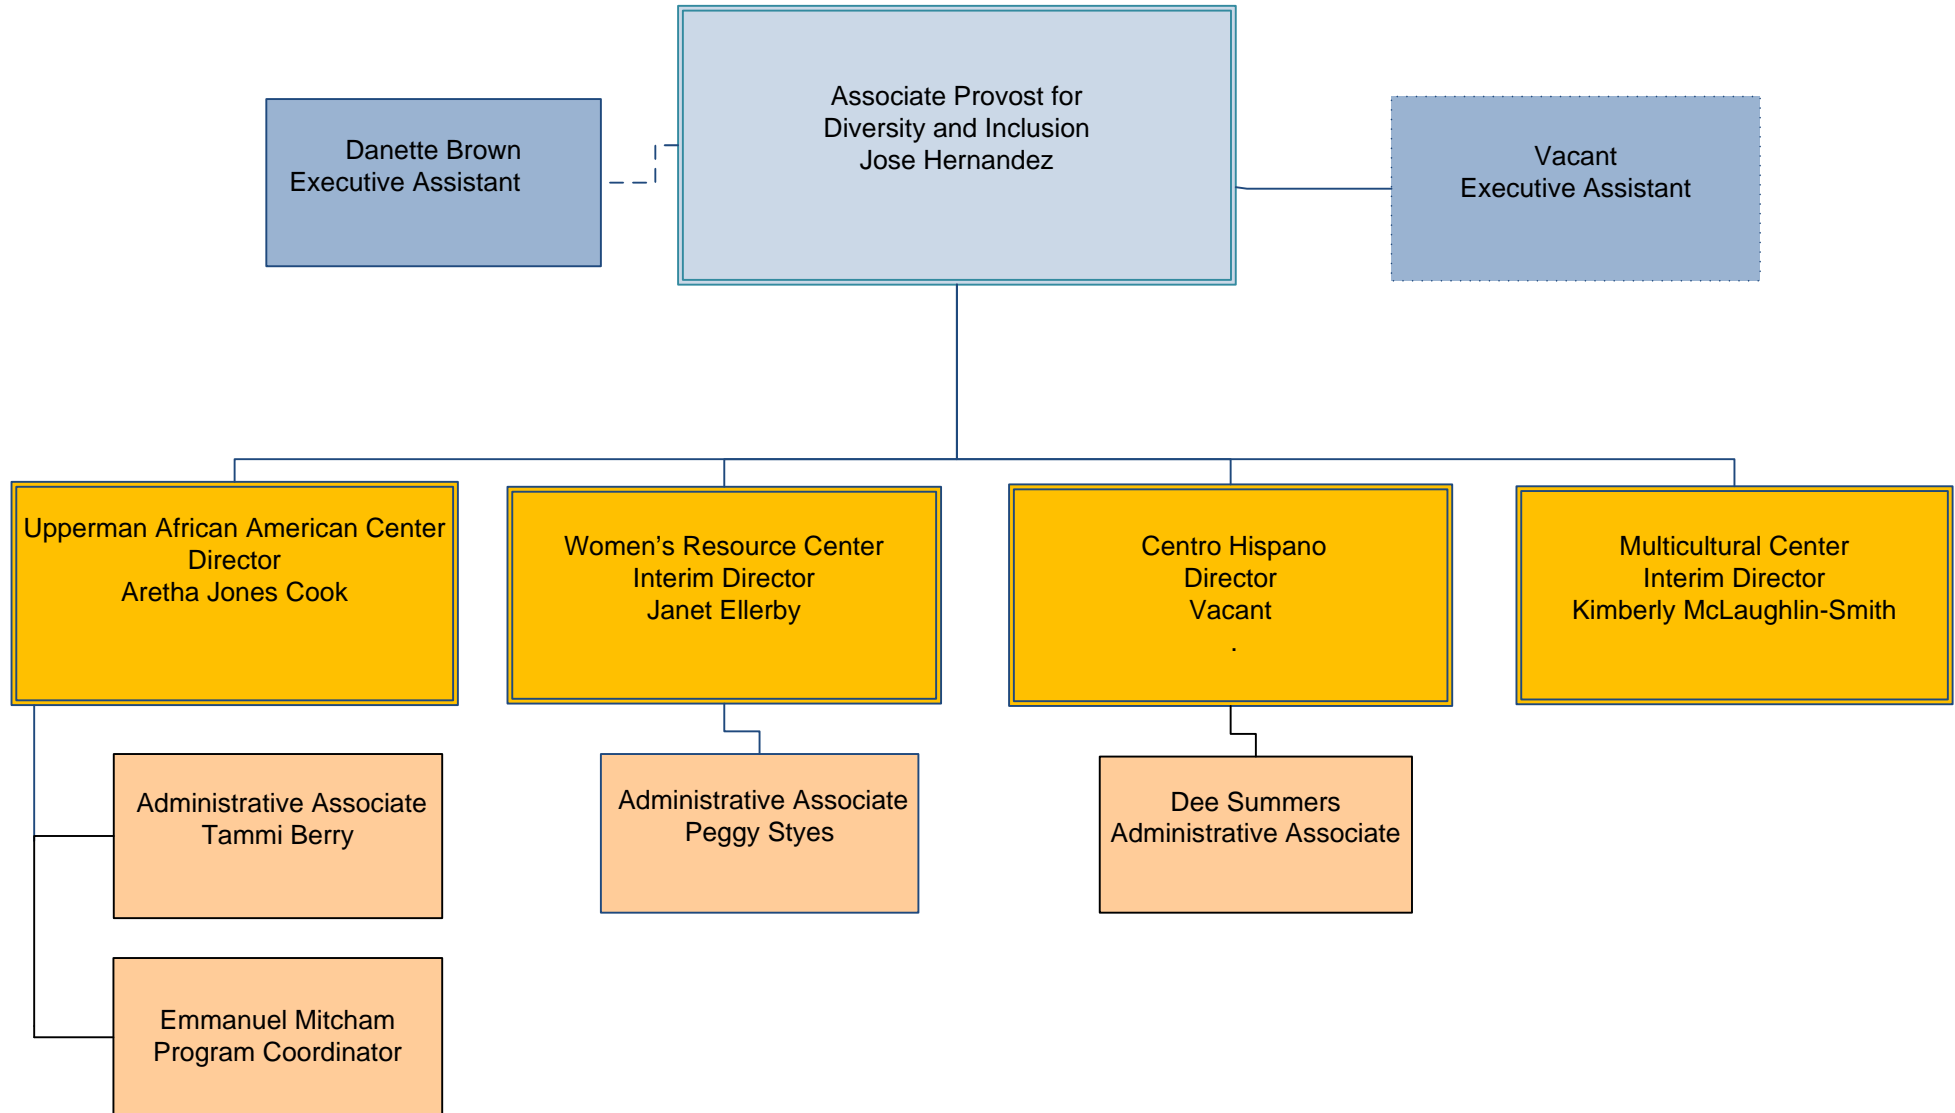 Associate Provost for
Diversity and Inclusion
Jose Hernandez
Danette Brown
Executive Assistant
Vacant
Executive Assistant
Upperman African American Center
Director
Aretha Jones Cook
Women’s Resource Center
Interim Director
Janet Ellerby
Centro Hispano
Director
Vacant
.
Multicultural Center
Interim Director
Kimberly McLaughlin-Smith
Administrative Associate
Tammi Berry
Administrative Associate
Peggy Styes
Dee Summers
Administrative Associate
Emmanuel Mitcham
Program Coordinator